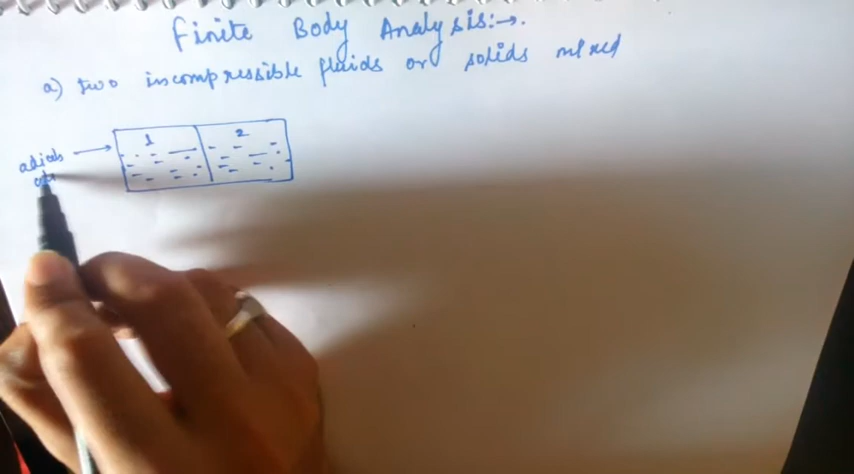 Finite Body Analysis:→.
a) two incompressible fluids or solids mixed
1 2
adiab